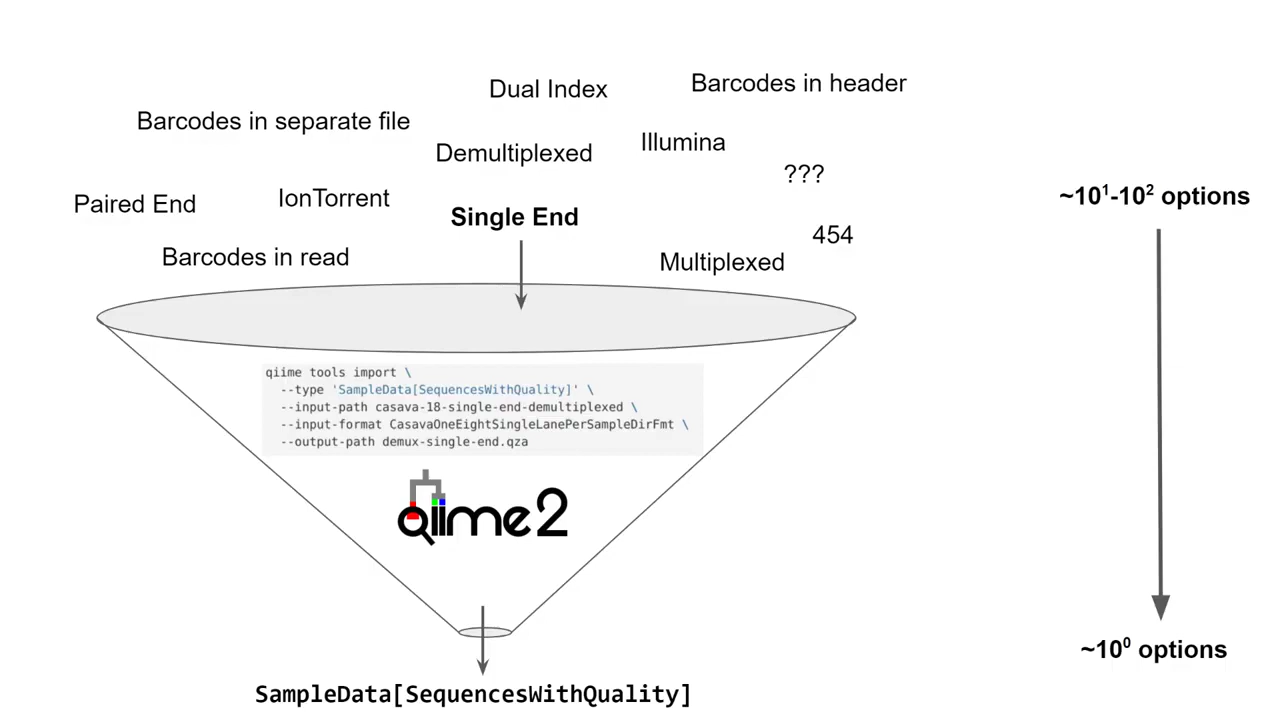 Dual Index
Barcodes in header
Barcodes in separate file
Demultiplexed
Illumina
???
Paired End
IonTorrent
Single End
~10¹-10² options
454
Barcodes in read
Multiplexed
qiime tools import \
--type 'SampleData[SequencesWithQuality]' \
--input-path casava-18-single-end-demultiplexed \
--input-format CasavaOneEightSingleLanePerSampleDirFmt \
--output-path demux-single-end.qza
qiime2
~10⁰ options
SampleData[SequencesWithQuality]